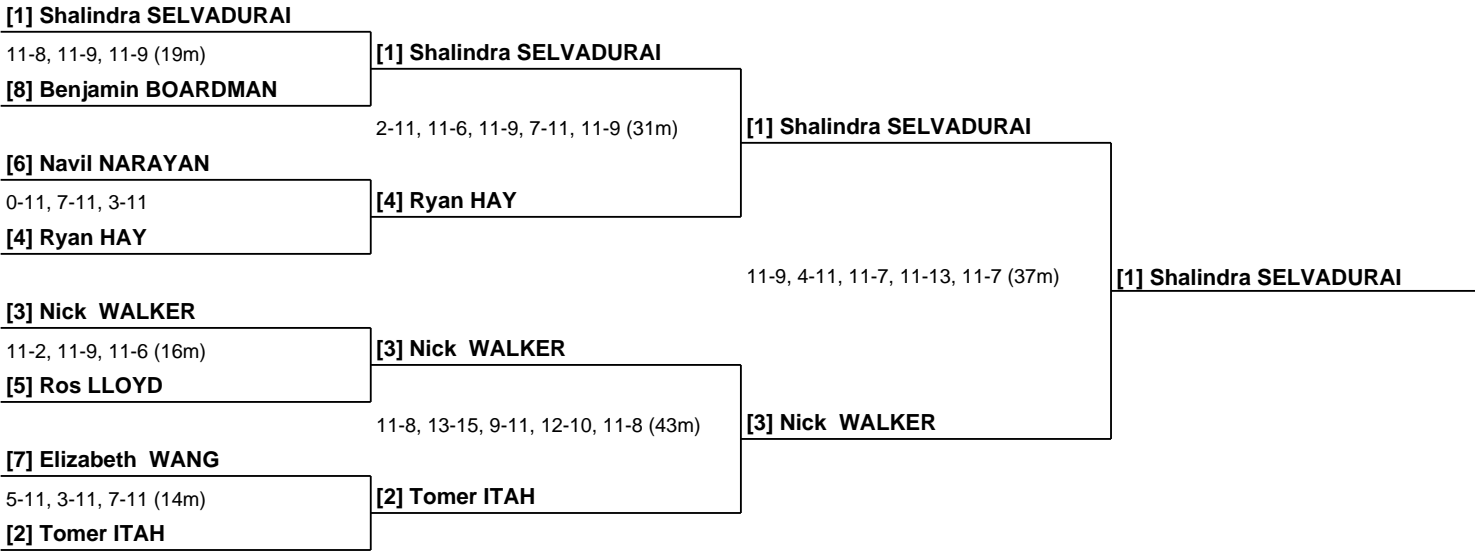 [1] Shalindra SELVADURAI
11-8, 11-9, 11-9 (19m)
[8] Benjamin BOARDMAN
[6] Navil NARAYAN
0-11, 7-11, 3-11
[4] Ryan HAY
[3] Nick  WALKER
11-2, 11-9, 11-6 (16m)
[5] Ros LLOYD
[7] Elizabeth  WANG
5-11, 3-11, 7-11 (14m)
[2] Tomer ITAH
[1] Shalindra SELVADURAI
2-11, 11-6, 11-9, 7-11, 11-9 (31m)
[4] Ryan HAY
[3] Nick  WALKER
11-8, 13-15, 9-11, 12-10, 11-8 (43m)
[2] Tomer ITAH
[1] Shalindra SELVADURAI
11-9, 4-11, 11-7, 11-13, 11-7 (37m)
[3] Nick  WALKER
[1] Shalindra SELVADURAI